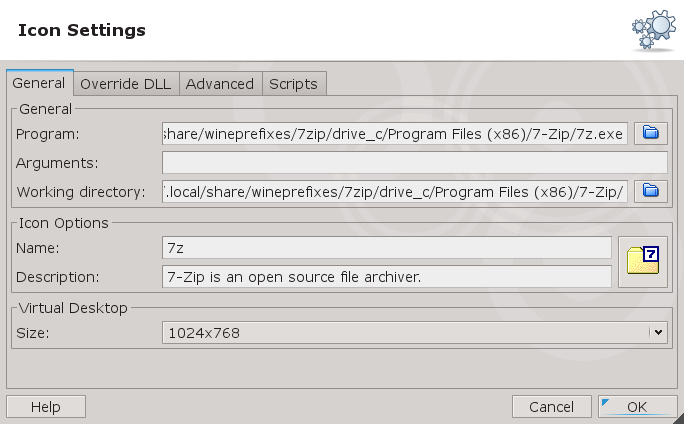 Icon Settings
General Override DLL Advanced Scripts
General
Program: share/wineprefixes/7zip/drive_c/Program Files (x86)/7-Zip/7z.exe
Arguments:
Working directory: .local/share/wineprefixes/7zip/drive_c/Program Files (x86)/7-Zip/
Icon Options
Name: 7z
7
Description: 7-Zip is an open source file archiver.
Virtual Desktop
Size: 1024x768
Help Cancel OK